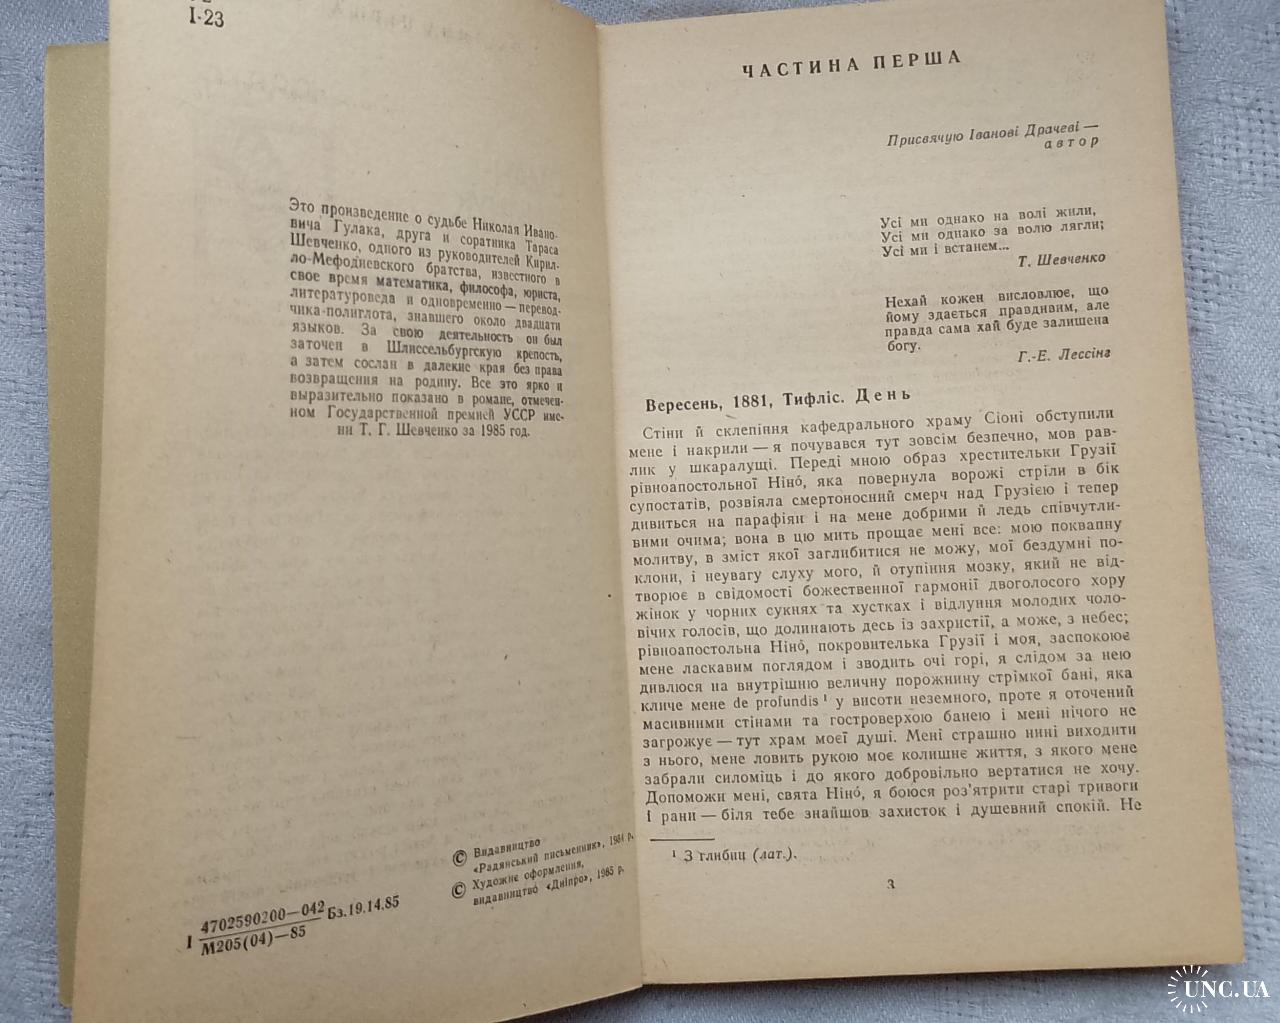 І-23
Это произведение о судьбе Николая Ивано-
вича Гулака, друга и соратника Тараса
Шевченко, одного из руководителей Кирил-
ло-Мефодиевского братства, известного в
свое время математика, философа, юриста,
литературоведа и одновременно — перевод-
чика-полиглота, знавшего около двадцати
языков. За свою деятельность он был
заточен в Шлиссельбургскую крепость,
а затем сослан в далекие края без права
возвращения на родину. Все это ярко и
выразительно показано в романе, отмечен-
ном Государственной премией УССР име-
ни Т. Г. Шевченко за 1985 год.
© Видавництво
«Радянський письменник», 1984 р.
© Художнє оформлення,
видавництво «Дніпро», 1985 р.
І 4702590200—042
М205(04)—85
Бз.19.14.85
ЧАСТИНА ПЕРША
Присвячую Іванові Драчеві —
автор
Усі ми однако на волі жили,
Усі ми однако за волю лягли;
Усі ми і встанем...
Т. Шевченко
Нехай кожен висловлює, що
йому здається правдивим, але
правда сама хай буде залишена
богу.
Г.-Е. Лессінг
Вересень, 1881, Тифліс. День
Стіни й склепіння кафедрального храму Сіоні обступили
мене і накрили — я почувався тут зовсім безпечно, мов рав-
лик у шкаралущі. Переді мною образ хрестительки Грузії
рівноапостольної Ніно́, яка повернула ворожі стріли в бік
супостатів, розвіяла смертоносний смерч над Грузією і тепер
дивиться на парафіян і на мене добрими й ледь співчутли-
вими очима; вона в цю мить прощає мені все: мою поквапну
молитву, в зміст якої заглибитися не можу, мої бездумні по-
клони, і неувагу слуху мого, й отупіння мозку, який не від-
творює в свідомості божественної гармонії двоголосого хору
жінок у чорних сукнях та хустках і відлуння молодих чоло-
вічих голосів, що долинають десь із захристії, а може, з небес;
рівноапостольна Ніно́, покровителька Грузії і моя, заспокоює
мене ласкавим поглядом і зводить очі горі, я слідом за нею
дивлюся на внутрішню величну порожнину стрімкої бані, яка
кличе мене de profundis ¹ у висоти неземного, проте я оточений
масивними стінами та гостроверхою банею і мені нічого не
загрожує — тут храм моєї душі. Мені страшно нині виходити
з нього, мене ловить рукою моє колишнє життя, з якого мене
забрали силоміць і до якого добровільно вертатися не хочу.
Допоможи мені, свята Ніно́, я боюся роз'ятрити старі тривоги
і рани — біля тебе знайшов захисток і душевний спокій. Не
¹ З глибин (лат.).
3
UNC.UA